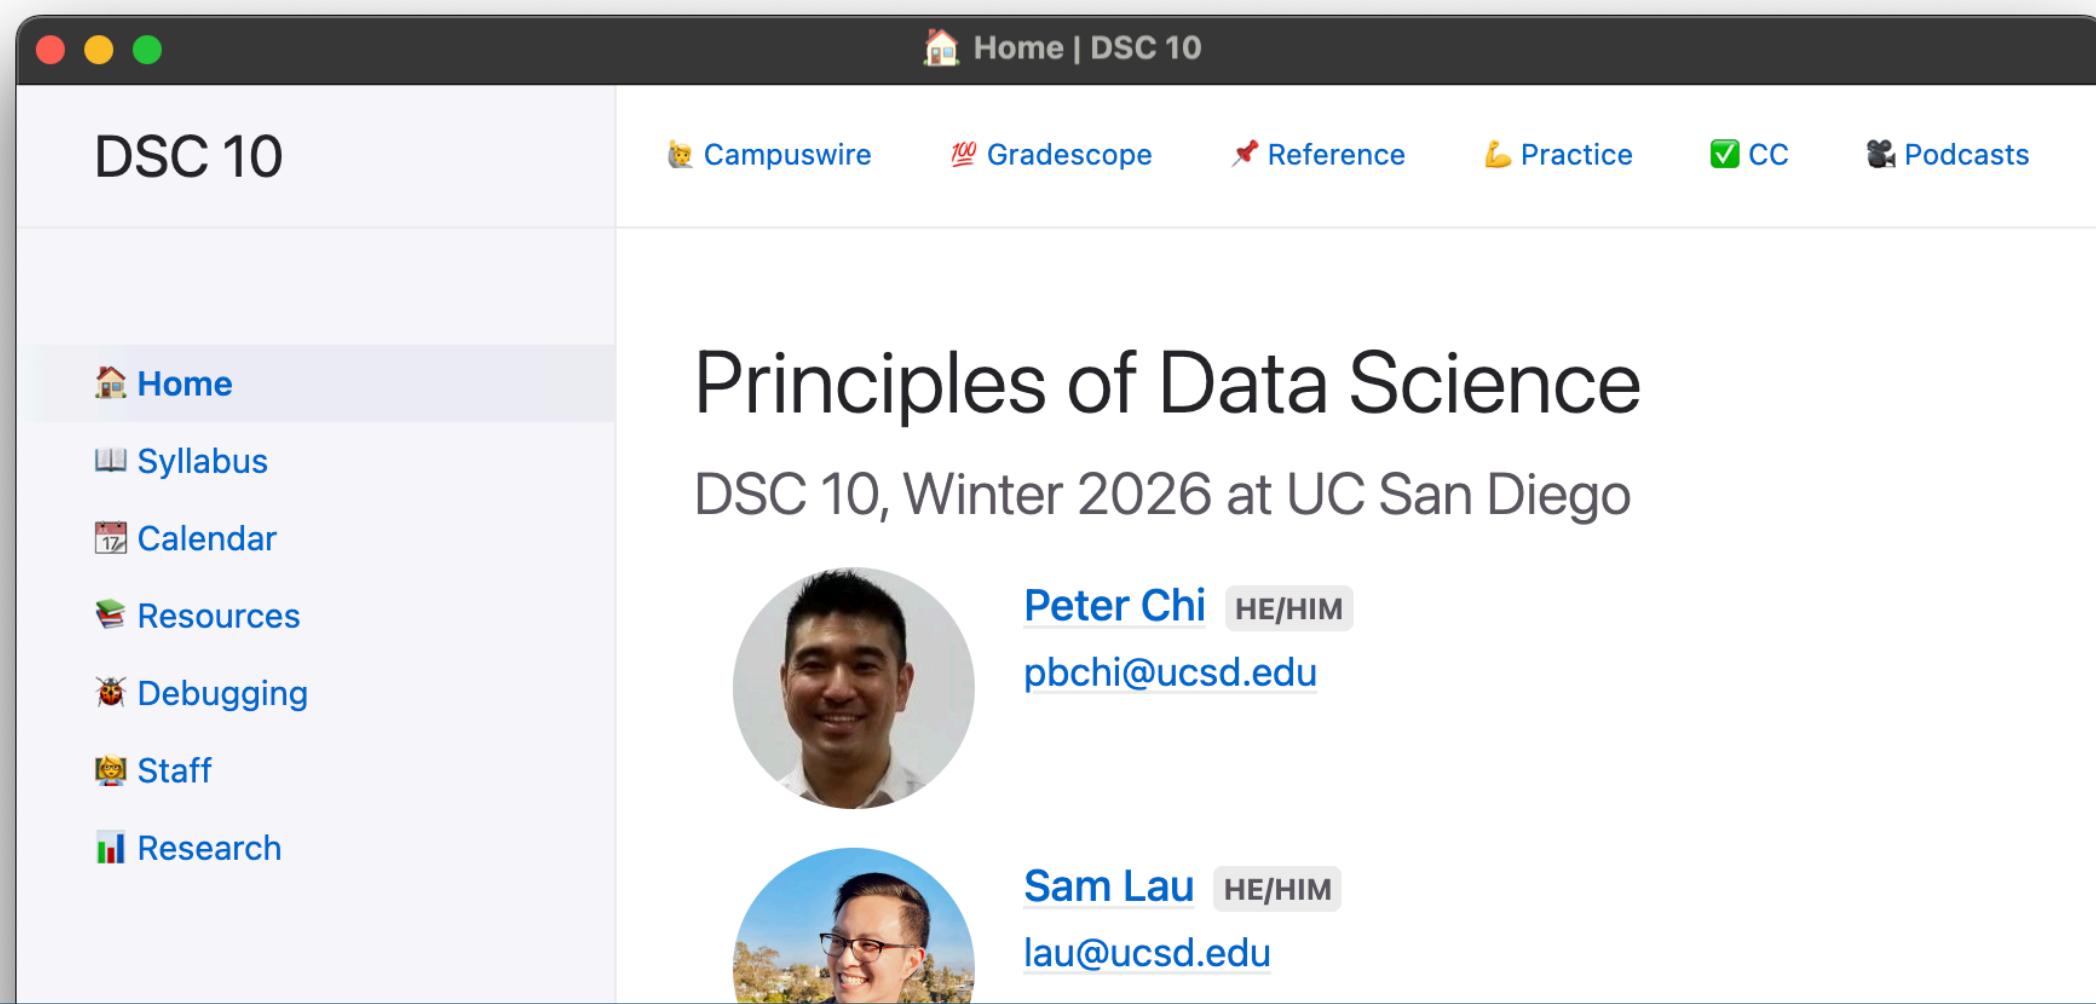 Home | DSC 10
DSC 10
Campuswire Gradescope Reference Practice CC Podcasts
Home
Syllabus
Calendar
Resources
Debugging
Staff
Research
Principles of Data Science
DSC 10, Winter 2026 at UC San Diego
Peter Chi HE/HIM
pbchi@ucsd.edu
Sam Lau HE/HIM
lau@ucsd.edu